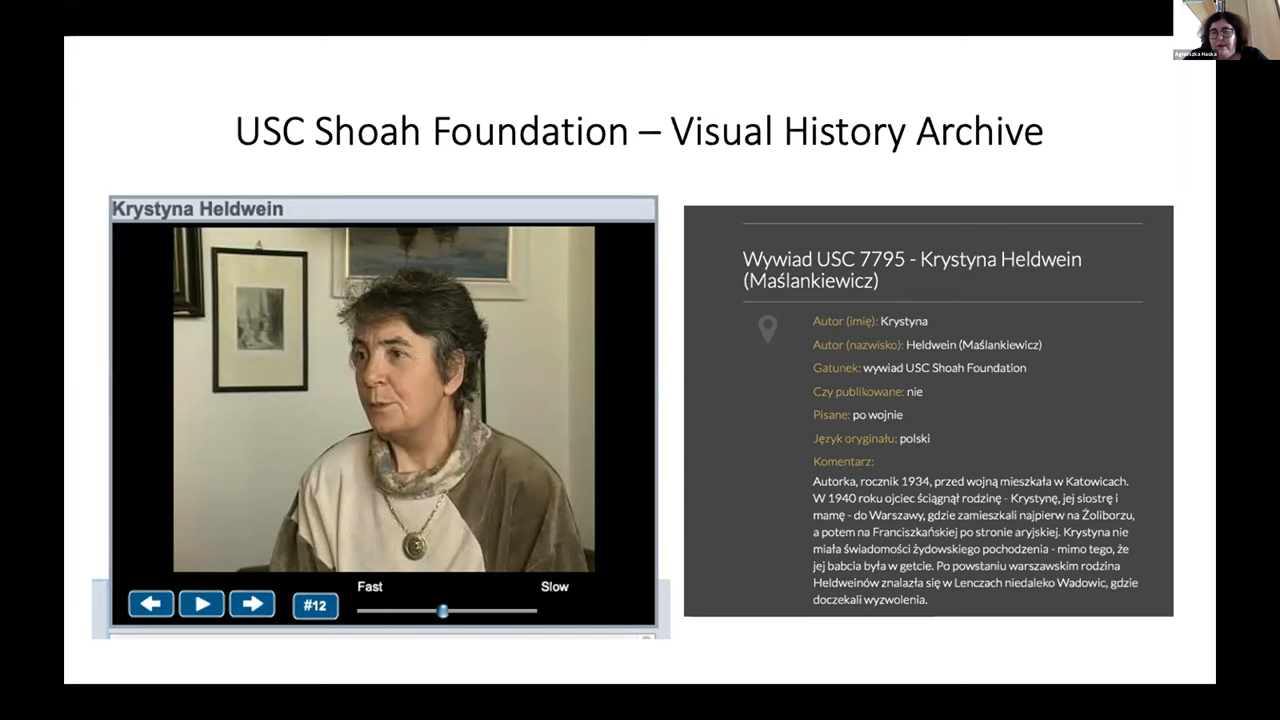 Agnieszka Haska
USC Shoah Foundation – Visual History Archive
Krystyna Heldwein
Fast
Slow
#12
Wywiad USC 7795 - Krystyna Heldwein
(Maślankiewicz)
Autor (imię): Krystyna
Autor (nazwisko): Heldwein (Maślankiewicz)
Gatunek: wywiad USC Shoah Foundation
Czy publikowane: nie
Pisane: po wojnie
Język oryginału: polski
Komentarz:
Autorka, rocznik 1934, przed wojną mieszkała w Katowicach.
W 1940 roku ojciec ściągnął rodzinę - Krystynę, jej siostrę i
mamę - do Warszawy, gdzie zamieszkali najpierw na Żoliborzu,
a potem na Franciszkańskiej po stronie aryjskiej. Krystyna nie
miała świadomości żydowskiego pochodzenia - mimo tego, że
jej babcia była w getcie. Po powstaniu warszawskim rodzina
Heldweinów znalazła się w Lenczach niedaleko Wadowic, gdzie
doczekali wyzwolenia.